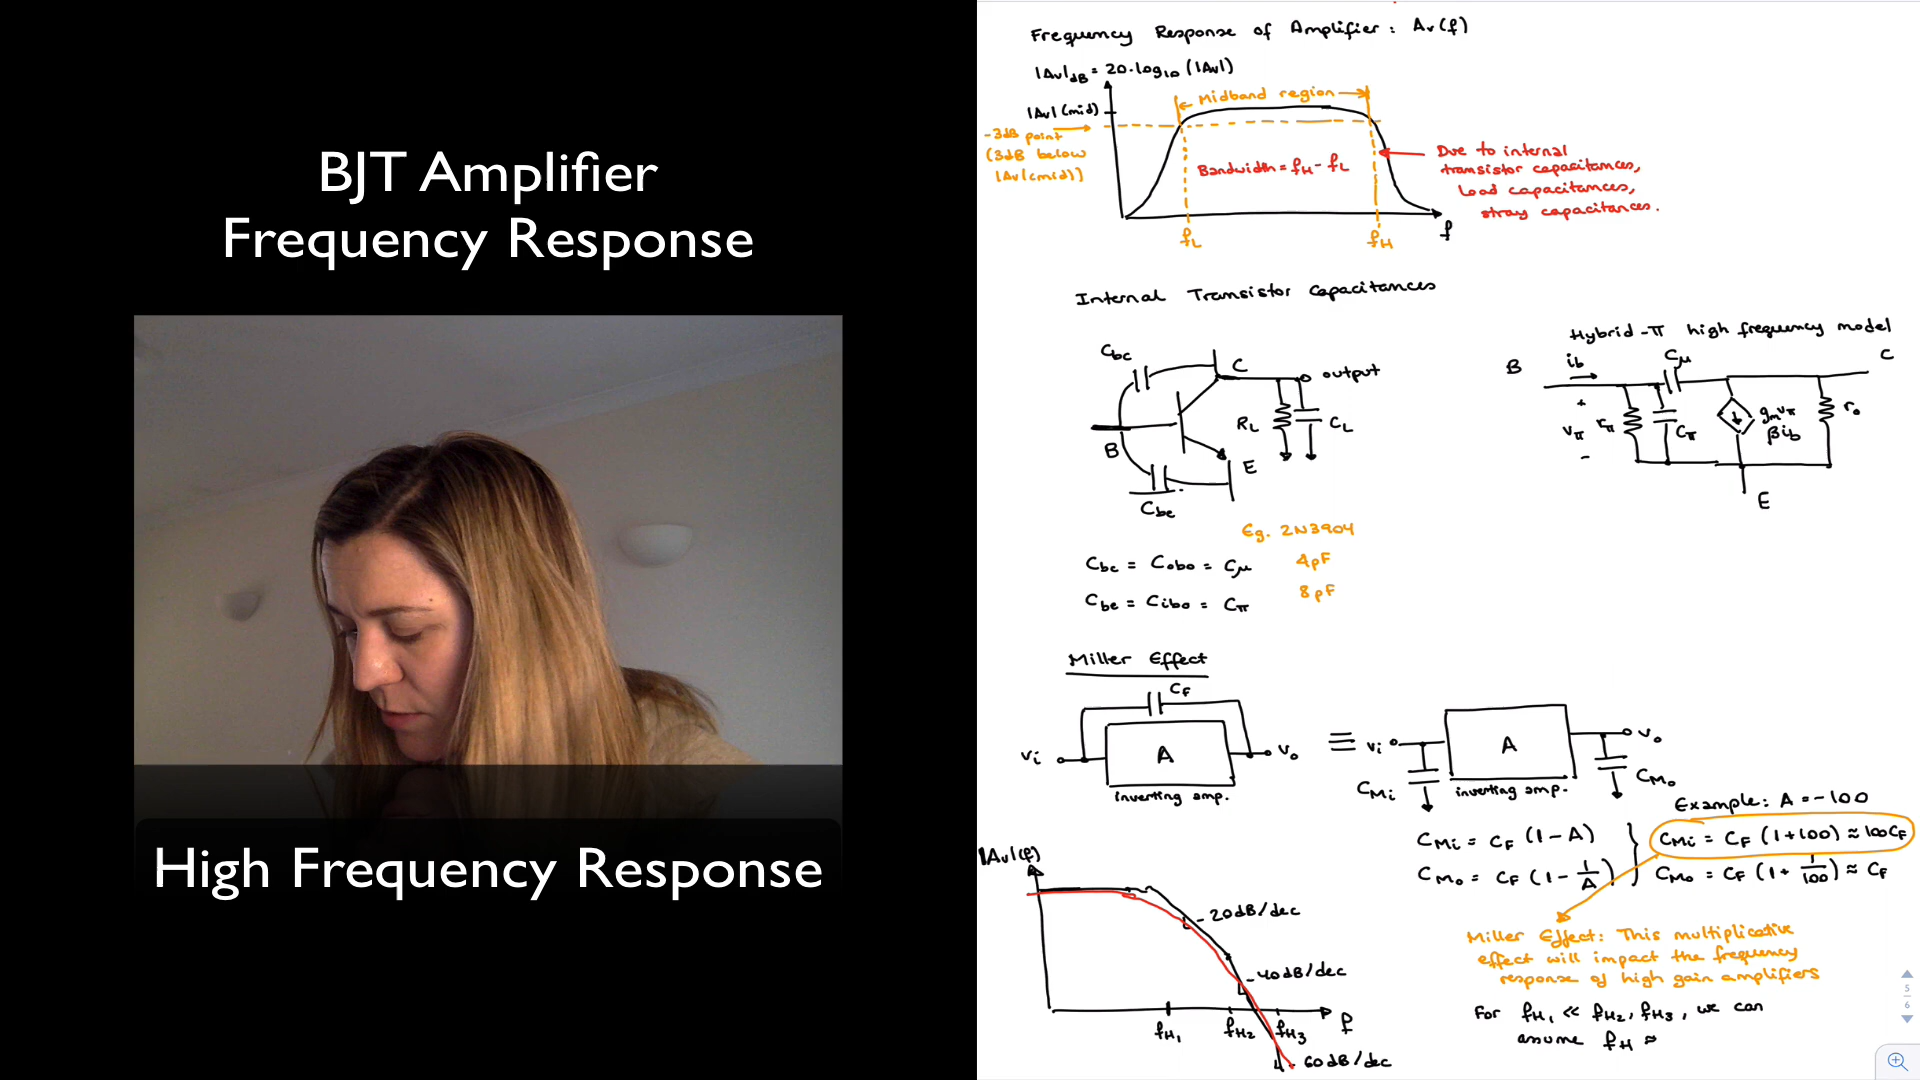 BJT Amplifier
Frequency Response
High Frequency Response
Frequency Response of Amplifier: Av(f)
|Av|dB = 20·log10 (|Av|)
|Av|(mid)
← Midband region →
-3dB point
(3dB below
|Av|(mid))
Bandwidth = fH - fL
Due to internal
transistor capacitances,
load capacitances,
stray capacitances.
fL
fH
f
Internal Transistor Capacitances
Cbc
C
output
RL
CL
B
E
Cbe
Hybrid-π high frequency model
B
ib
Cμ
C
+
vπ
-
rπ
Cπ
gmvπ
βib
ro
E
Eg. 2N3904
Cbc = Cobo = Cμ 4pF
Cbe = Cibo = Cπ 8pF
Miller Effect
CF
vi
A
vo
inverting amp.
≡
vi
A
vo
CMi
inverting amp.
CMo
Example: A = -100
CMi = CF (1-A)
CMo = CF (1- 1/A)
CMi = CF (1+100) ≈ 100CF
CMo = CF (1+ 1/100) ≈ CF
|Av|(f)
-20dB/dec
-40dB/dec
-60dB/dec
fH1
fH2
fH3
f
Miller Effect: This multiplicative
effect will impact the frequency
response of high gain amplifiers
For fH1 << fH2, fH3, we can
assume fH ≈
5
6